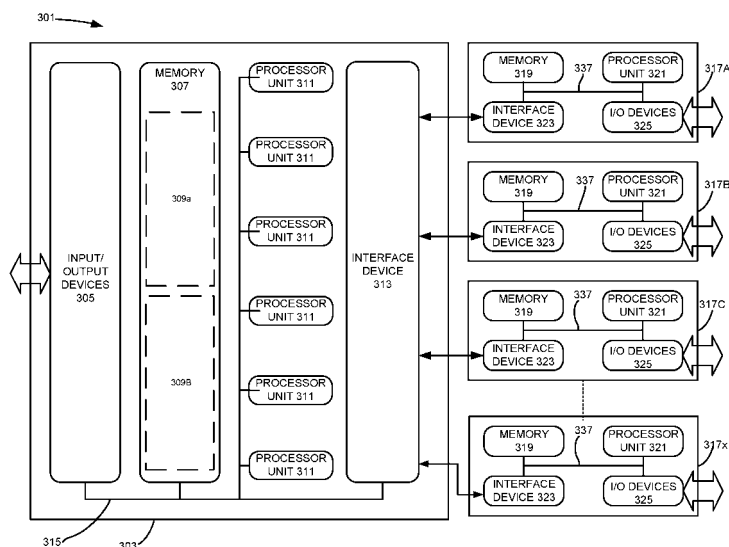 301
INPUT/
OUTPUT
DEVICES
305
MEMORY
307
309a
309B
PROCESSOR
UNIT 311
PROCESSOR
UNIT 311
PROCESSOR
UNIT 311
PROCESSOR
UNIT 311
PROCESSOR
UNIT 311
PROCESSOR
UNIT 311
INTERFACE
DEVICE
313
315
303
MEMORY
319
337
PROCESSOR
UNIT 321
317A
INTERFACE
DEVICE 323
I/O DEVICES
325
MEMORY
319
337
PROCESSOR
UNIT 321
317B
INTERFACE
DEVICE 323
I/O DEVICES
325
MEMORY
319
337
PROCESSOR
UNIT 321
317C
INTERFACE
DEVICE 323
I/O DEVICES
325
MEMORY
319
337
PROCESSOR
UNIT 321
317x
INTERFACE
DEVICE 323
I/O DEVICES
325